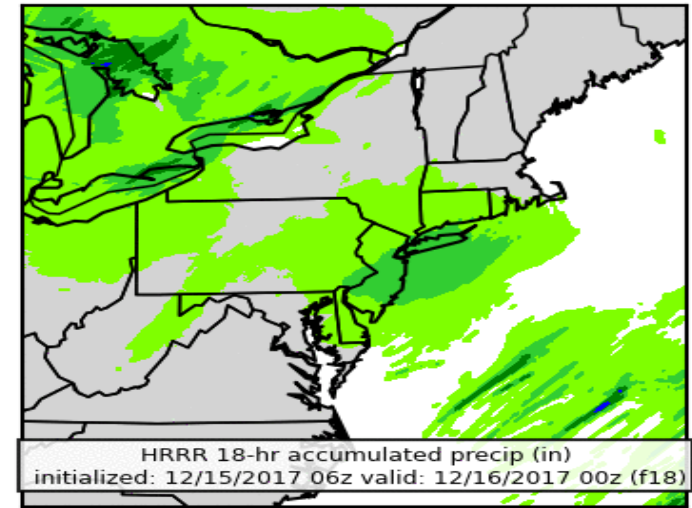 HRRR 18-hr accumulated precip (in)
initialized: 12/15/2017 06z valid: 12/16/2017 00z (f18)